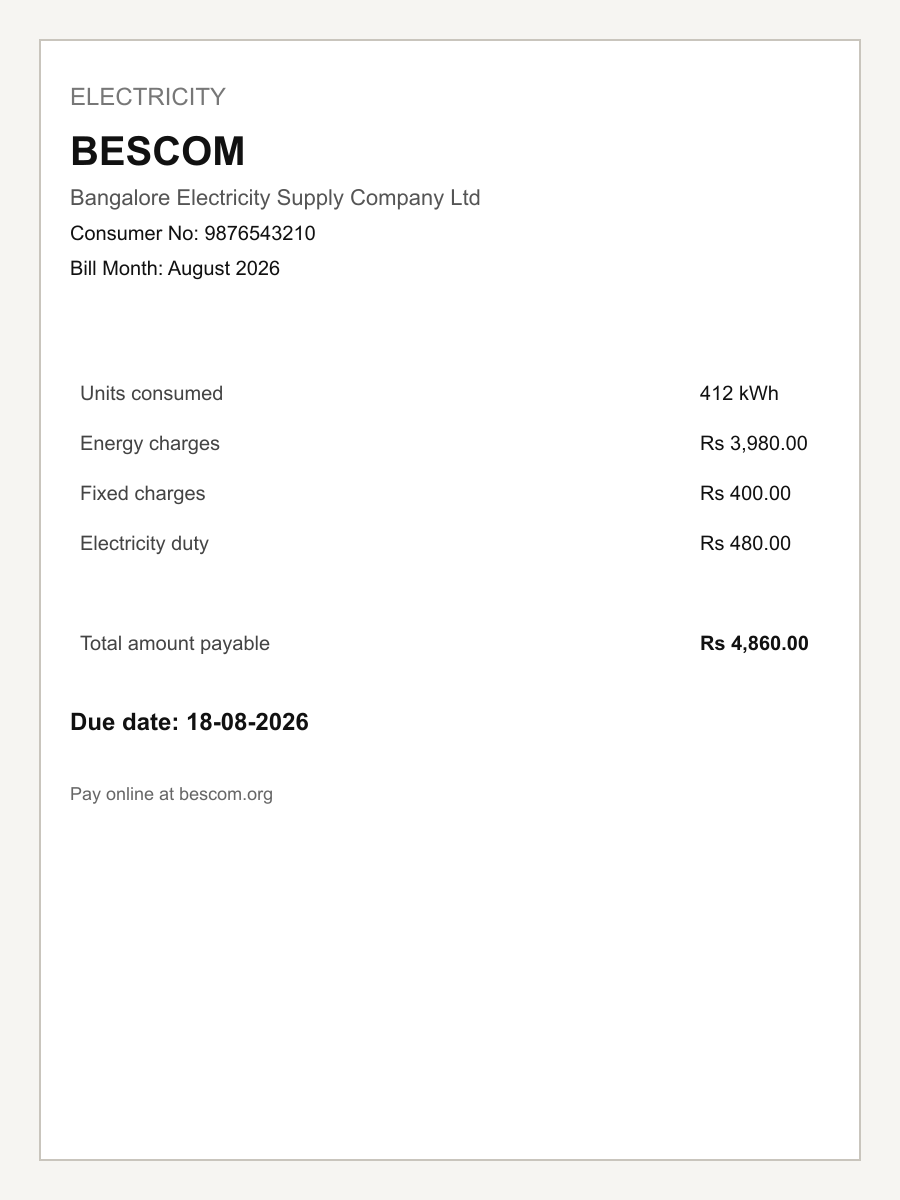 ELECTRICITY
BESCOM
Bangalore Electricity Supply Company Ltd
Consumer No: 9876543210
Bill Month: August 2026
Units consumed 412 kWh
Energy charges Rs 3,980.00
Fixed charges Rs 400.00
Electricity duty Rs 480.00
Total amount payable Rs 4,860.00
Due date: 18-08-2026
Pay online at bescom.org